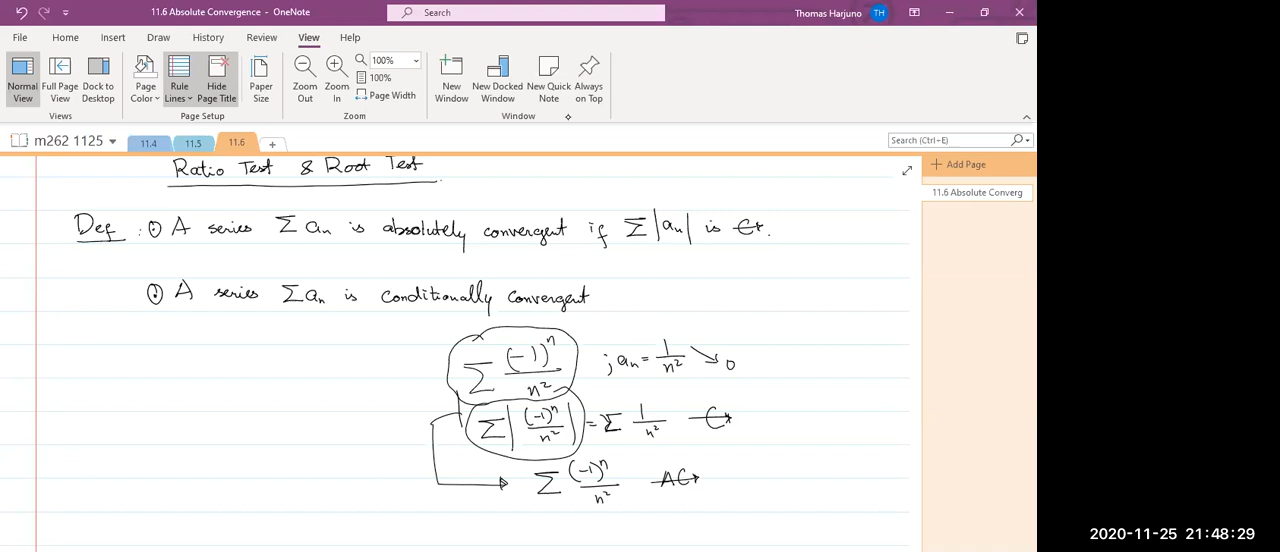 11.6 Absolute Convergence - OneNote
Search
Thomas Harjuno TH
File Home Insert Draw History Review View Help
Normal View
Full Page View
Dock to Desktop
Page Color
Rule Lines
Hide Page Title
Paper Size
Zoom Out
Zoom In
100%
100%
Page Width
New Window
New Docked Window
New Quick Note
Always on Top
Views Page Setup Zoom Window
m262 1125 11.4 11.5 11.6 +
Search (Ctrl+E)
Add Page
11.6 Absolute Converg
Ratio Test & Root Test
Def : ① A series Σ an is absolutely convergent if Σ |an| is C.
① A series Σ an is conditionally convergent
Σ (-1)^n / n² ; an = 1/n² ↘ 0
Σ | (-1)^n / n² | = Σ 1/n² C
Σ (-1)^n / n² AC
2020-11-25 21:48:29